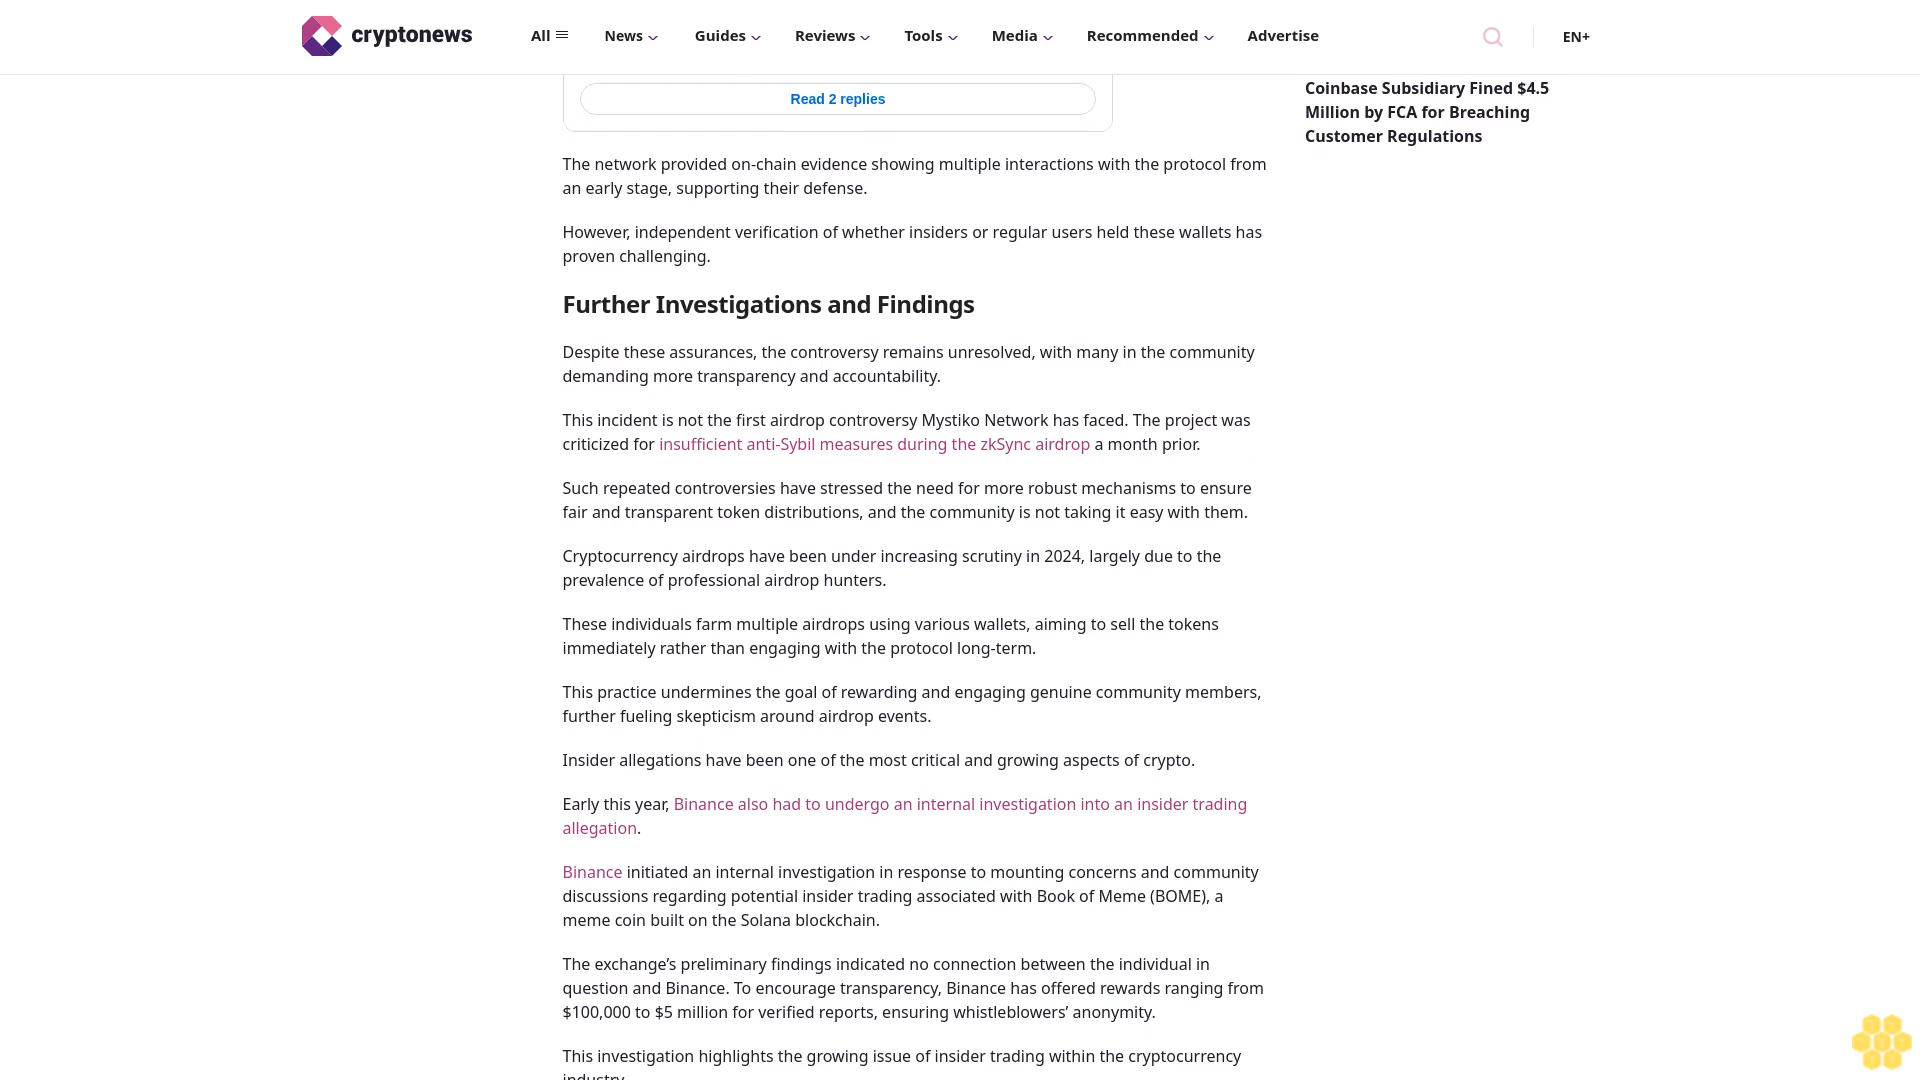 cryptonews
All
News
Guides
Reviews
Tools
Media
Recommended
Advertise
EN+
Read 2 replies
Coinbase Subsidiary Fined $4.5
Million by FCA for Breaching
Customer Regulations
The network provided on-chain evidence showing multiple interactions with the protocol from
an early stage, supporting their defense.
However, independent verification of whether insiders or regular users held these wallets has
proven challenging.
Further Investigations and Findings
Despite these assurances, the controversy remains unresolved, with many in the community
demanding more transparency and accountability.
This incident is not the first airdrop controversy Mystiko Network has faced. The project was
criticized for insufficient anti-Sybil measures during the zkSync airdrop a month prior.
Such repeated controversies have stressed the need for more robust mechanisms to ensure
fair and transparent token distributions, and the community is not taking it easy with them.
Cryptocurrency airdrops have been under increasing scrutiny in 2024, largely due to the
prevalence of professional airdrop hunters.
These individuals farm multiple airdrops using various wallets, aiming to sell the tokens
immediately rather than engaging with the protocol long-term.
This practice undermines the goal of rewarding and engaging genuine community members,
further fueling skepticism around airdrop events.
Insider allegations have been one of the most critical and growing aspects of crypto.
Early this year, Binance also had to undergo an internal investigation into an insider trading
allegation.
Binance initiated an internal investigation in response to mounting concerns and community
discussions regarding potential insider trading associated with Book of Meme (BOME), a
meme coin built on the Solana blockchain.
The exchange’s preliminary findings indicated no connection between the individual in
question and Binance. To encourage transparency, Binance has offered rewards ranging from
$100,000 to $5 million for verified reports, ensuring whistleblowers’ anonymity.
This investigation highlights the growing issue of insider trading within the cryptocurrency
industry.